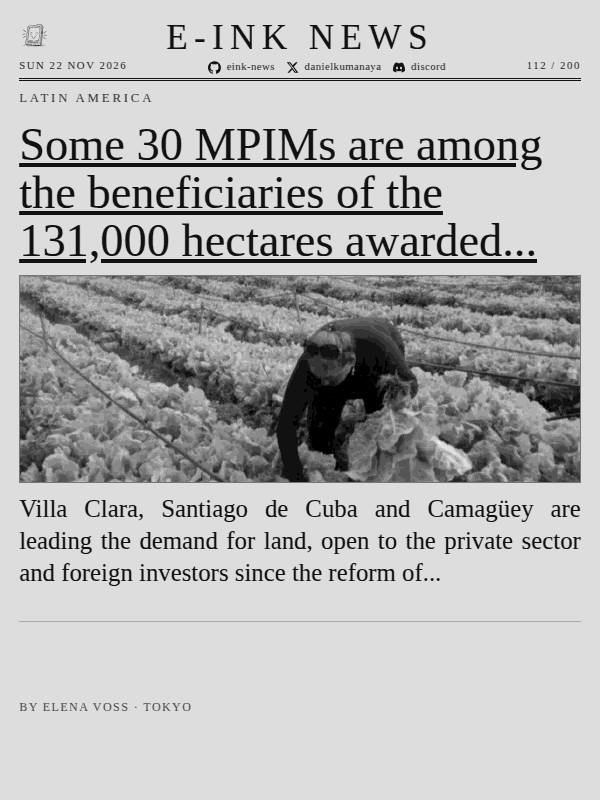 E-INK NEWS
SUN 22 NOV 2026
eink-news
danielkumanaya
discord
112 / 200
LATIN AMERICA
Some 30 MPIMs are among
the beneficiaries of the
131,000 hectares awarded...
Villa Clara, Santiago de Cuba and Camagüey are
leading the demand for land, open to the private sector
and foreign investors since the reform of...
BY ELENA VOSS · TOKYO